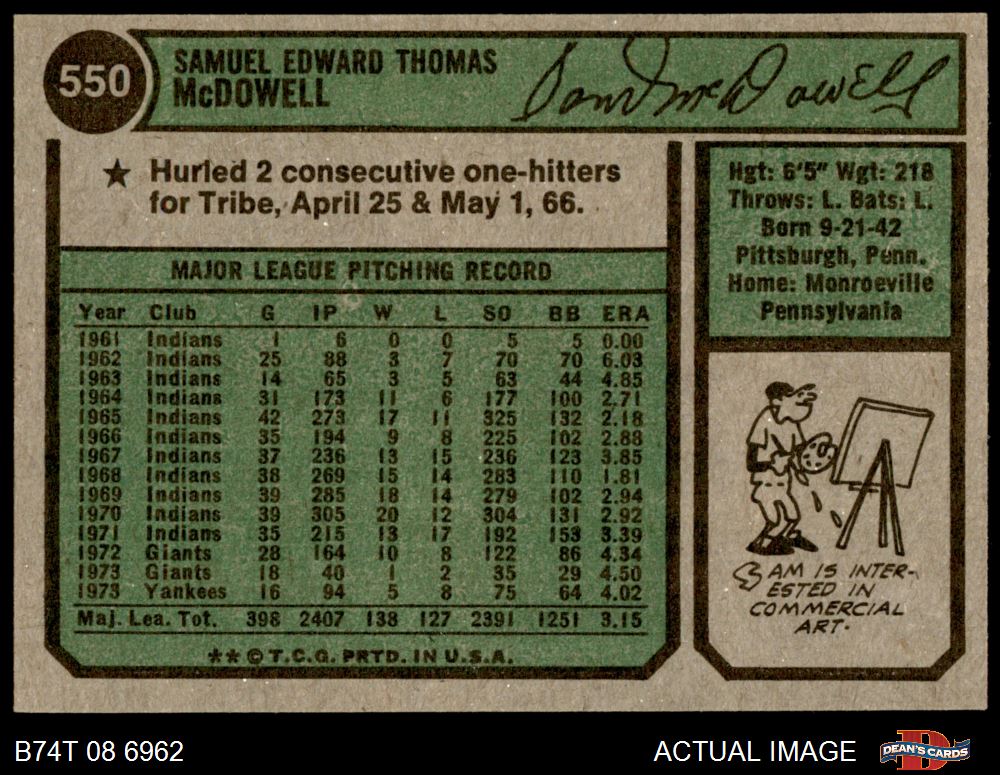 550
SAMUEL EDWARD THOMAS
McDOWELL
Sam McDowell
★ Hurled 2 consecutive one-hitters
for Tribe, April 25 & May 1, 66.
MAJOR LEAGUE PITCHING RECORD
Year Club G IP W L SO BB ERA
1961 Indians 1 6 0 0 5 5 0.00
1962 Indians 25 88 3 7 70 70 6.03
1963 Indians 14 65 3 5 63 44 4.85
1964 Indians 31 173 11 6 177 100 2.71
1965 Indians 42 273 17 11 325 132 2.18
1966 Indians 35 194 9 8 225 102 2.88
1967 Indians 37 236 13 15 236 123 3.85
1968 Indians 38 269 15 14 283 110 1.81
1969 Indians 39 285 18 14 279 102 2.94
1970 Indians 39 305 20 12 304 131 2.92
1971 Indians 35 215 13 17 192 153 3.39
1972 Giants 28 164 10 8 122 86 4.34
1973 Giants 18 40 1 2 35 29 4.50
1973 Yankees 16 94 5 8 75 64 4.02
Maj. Lea. Tot. 398 2407 138 127 2391 1251 3.15
** © T.C.G. PRTD. IN U.S.A.
Hgt: 6'5" Wgt: 218
Throws: L. Bats: L.
Born 9-21-42
Pittsburgh, Penn.
Home: Monroeville
Pennsylvania
SAM IS INTER-
ESTED IN
COMMERCIAL
ART.
B74T 08 6962
ACTUAL IMAGE
DEAN'S CARDS